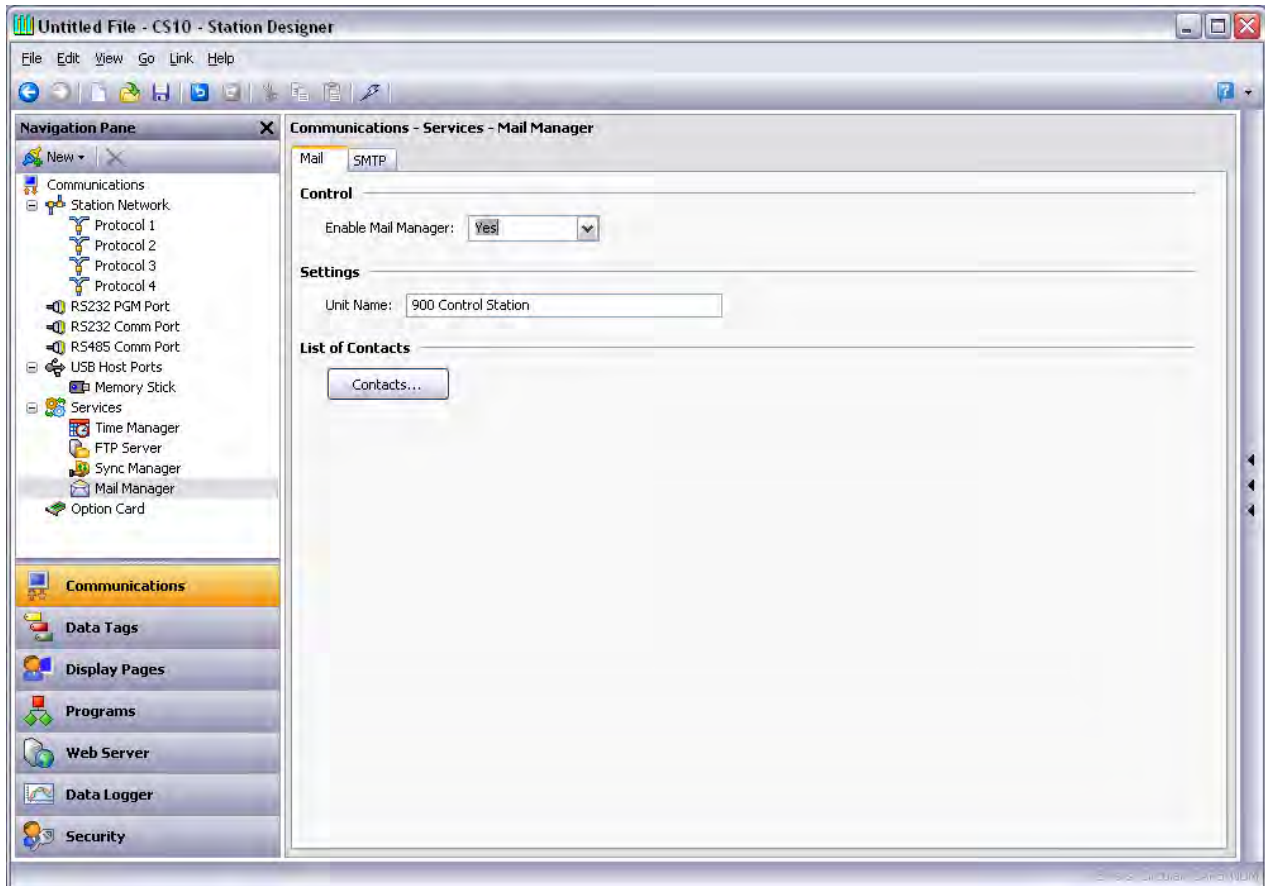 Untitled File - CS10 - Station Designer
File Edit View Go Link Help
Navigation Pane
New
Communications
Station Network
Protocol 1
Protocol 2
Protocol 3
Protocol 4
RS232 PGM Port
RS232 Comm Port
RS485 Comm Port
USB Host Ports
Memory Stick
Services
Time Manager
FTP Server
Sync Manager
Mail Manager
Option Card
Communications
Data Tags
Display Pages
Programs
Web Server
Data Logger
Security
Communications - Services - Mail Manager
Mail SMTP
Control
Enable Mail Manager: Yes
Settings
Unit Name: 900 Control Station
List of Contacts
Contacts...